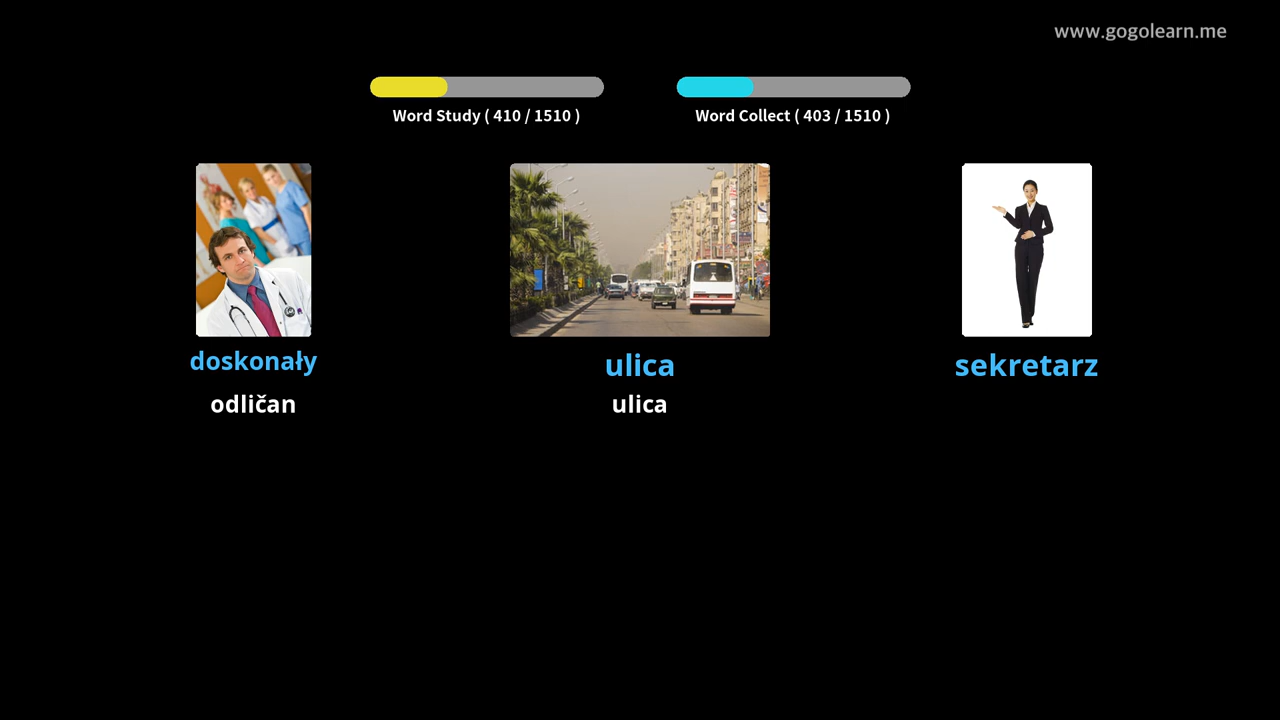 www.gogolearn.me
Word Study ( 410 / 1510 )
Word Collect ( 403 / 1510 )
doskonały
ulica
sekretarz
odličan
ulica